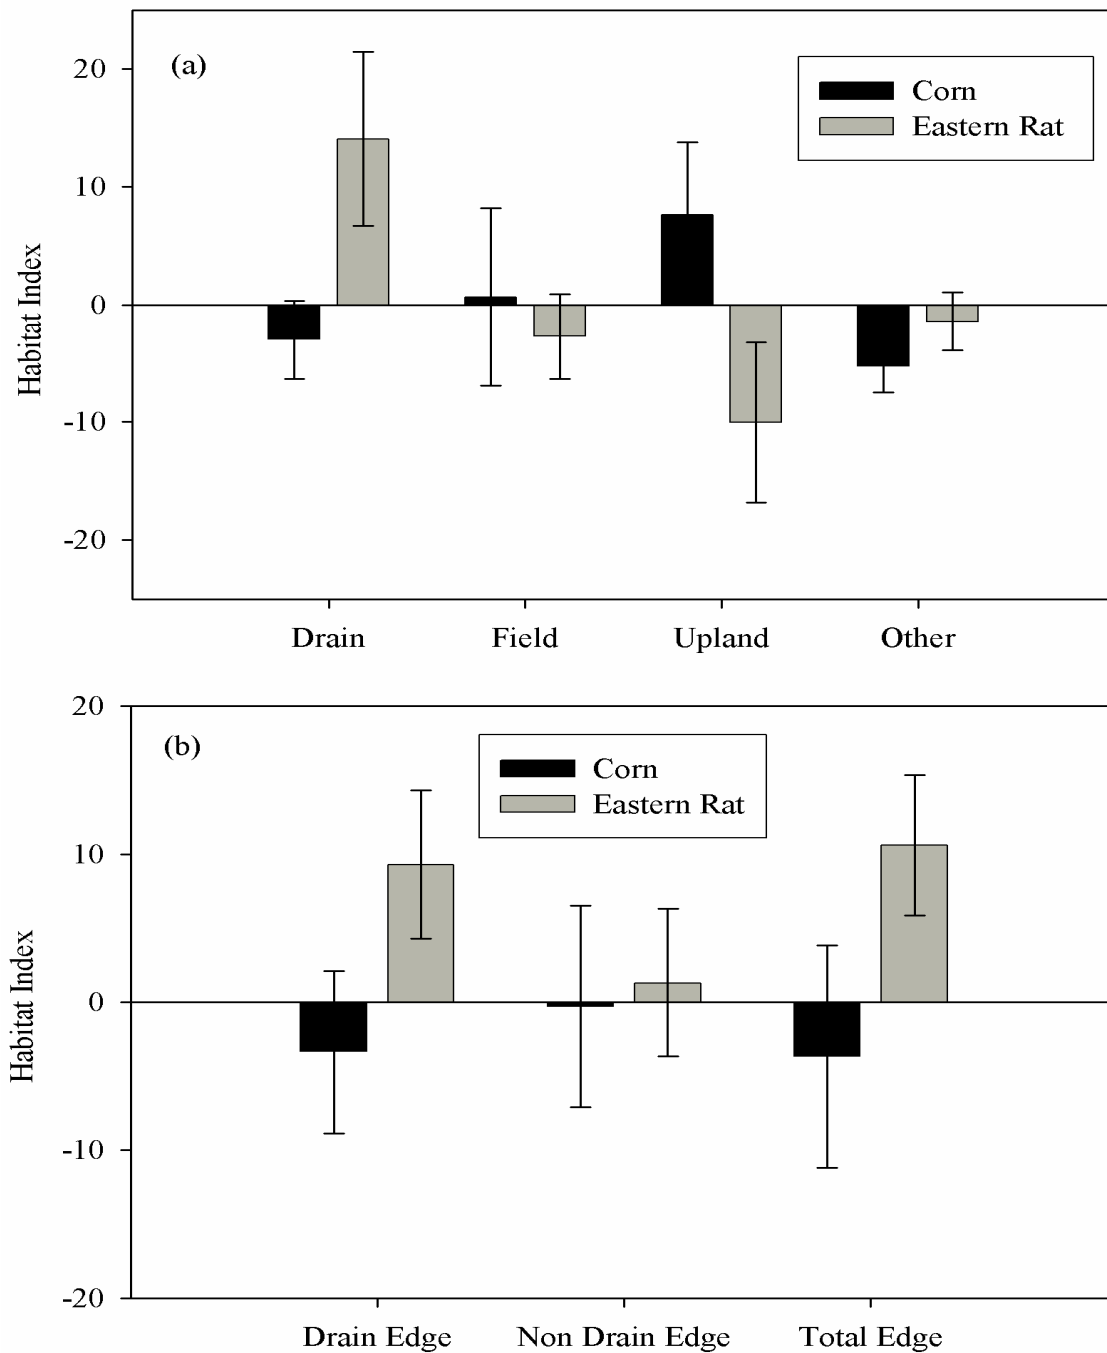 (a)
Corn
Eastern Rat
20
10
0
-10
-20
Habitat Index
Drain Field Upland Other
20
(b)
Corn
Eastern Rat
10
0
-10
-20
Habitat Index
Drain Edge Non Drain Edge Total Edge